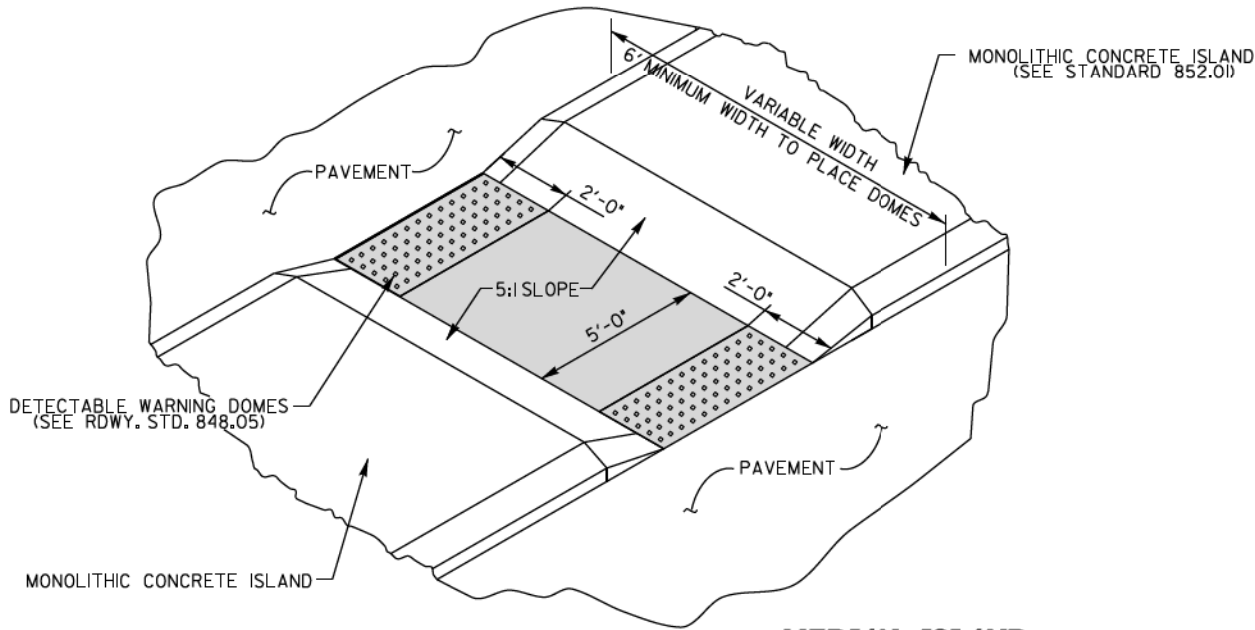 MONOLITHIC CONCRETE ISLAND
(SEE STANDARD 852.01)
VARIABLE WIDTH
6' MINIMUM WIDTH TO PLACE DOMES
PAVEMENT
2'-0"
5:1 SLOPE
2'-0"
5'-0"
DETECTABLE WARNING DOMES
(SEE RDWY. STD. 848.05)
PAVEMENT
MONOLITHIC CONCRETE ISLAND